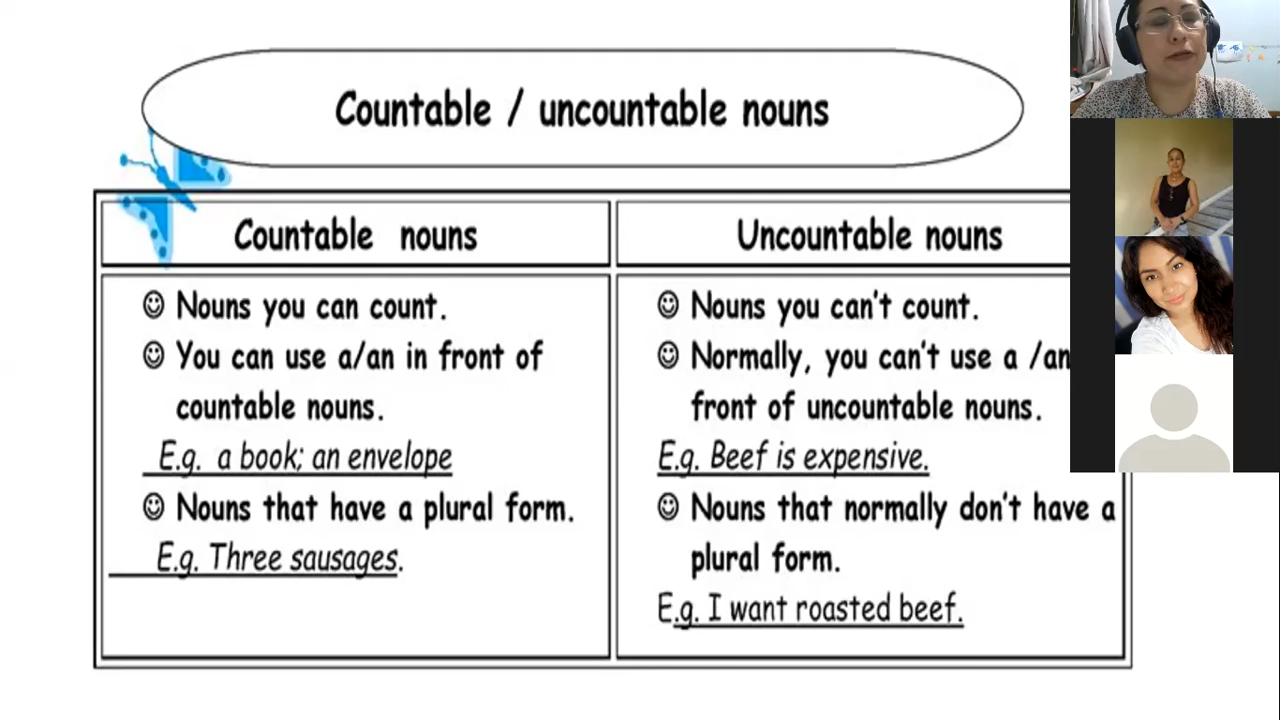 Countable / uncountable nouns
Countable nouns
Nouns you can count.
You can use a/an in front of
countable nouns.
E.g. a book; an envelope
Nouns that have a plural form.
E.g. Three sausages.
Uncountable nouns
Nouns you can't count.
Normally, you can't use a /an
front of uncountable nouns.
E.g. Beef is expensive.
Nouns that normally don't have a
plural form.
E.g. I want roasted beef.